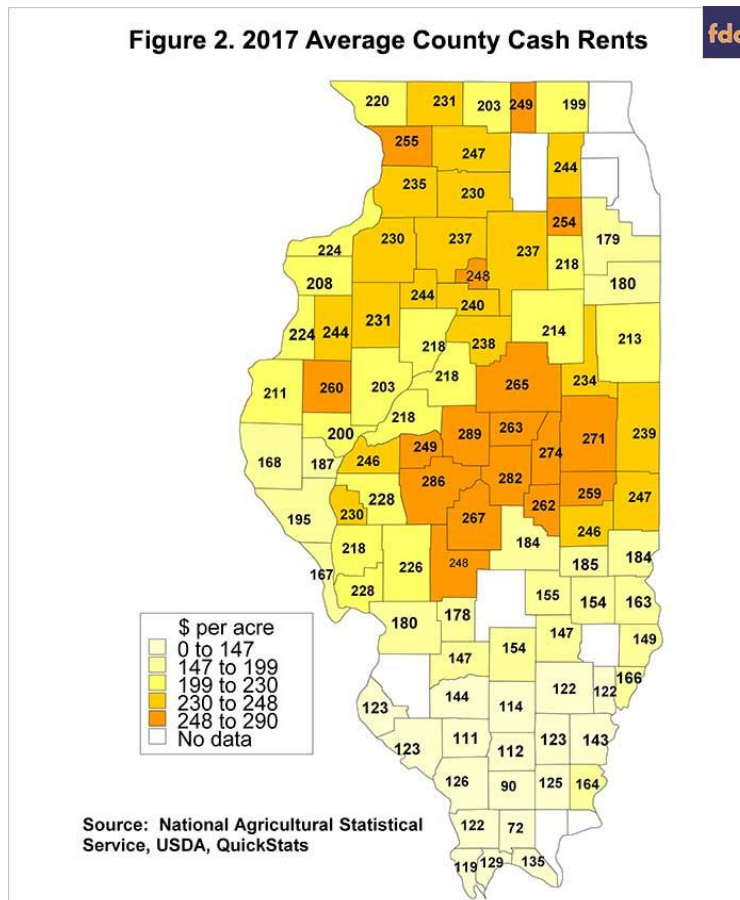 Figure 2. 2017 Average County Cash Rents
fdd
220 231 203 249 199
255 247 244
235 230
254
230 237 237 179
224 218
208 248 180
244 240
224 244 231 214 213
218 238
218 234
211 260 203 265
218
200 289 263 271 239
168 187 246 249 274
286 282
228 259 247
195 230 267 262
246
218 184 184
167 226 248 185
228 155 154 163
180 178
147 149
147 154
166
144 122 122
123 114
123 111 123 143
112
126 90 125 164
122 72
119 129 135
$ per acre
0 to 147
147 to 199
199 to 230
230 to 248
248 to 290
No data
Source: National Agricultural Statistical
Service, USDA, QuickStats